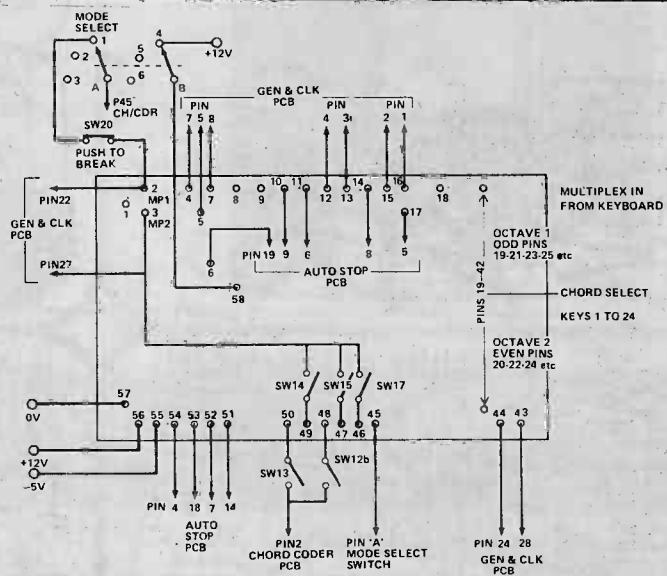 MODE
SELECT
1
2
3
A
P45
CH/CDR
4
5
6
B
+12V
SW20
PUSH TO
BREAK
GEN & CLK
PCB
PIN
7 5 8
PIN
4 3
PIN
2 1
PIN22
GEN & CLK
PCB
PIN27
2 MP1
1
3
MP2
4
5
7
8
9
10
11
12
13
14
15
16
17
18
6
58
PIN 19 9 6 8 5
AUTO STOP
PCB
MULTIPLEX IN
FROM KEYBOARD
OCTAVE 1
ODD PINS
19-21-23-25 etc
PINS 19-42
CHORD SELECT
KEYS 1 TO 24
OCTAVE 2
EVEN PINS
20-22-24 etc
SW14
SW15
SW17
57
0V
56 55 54 53 52 51
50 49 48 47 46 45
44 43
+12V
-5V
SW13
SW12b
PIN 4 18 7 14
AUTO
STOP
PCB
PIN2
CHORD CODER
PCB
PIN 'A'
MODE SELECT
SWITCH
PIN 24 28
GEN & CLK
PCB